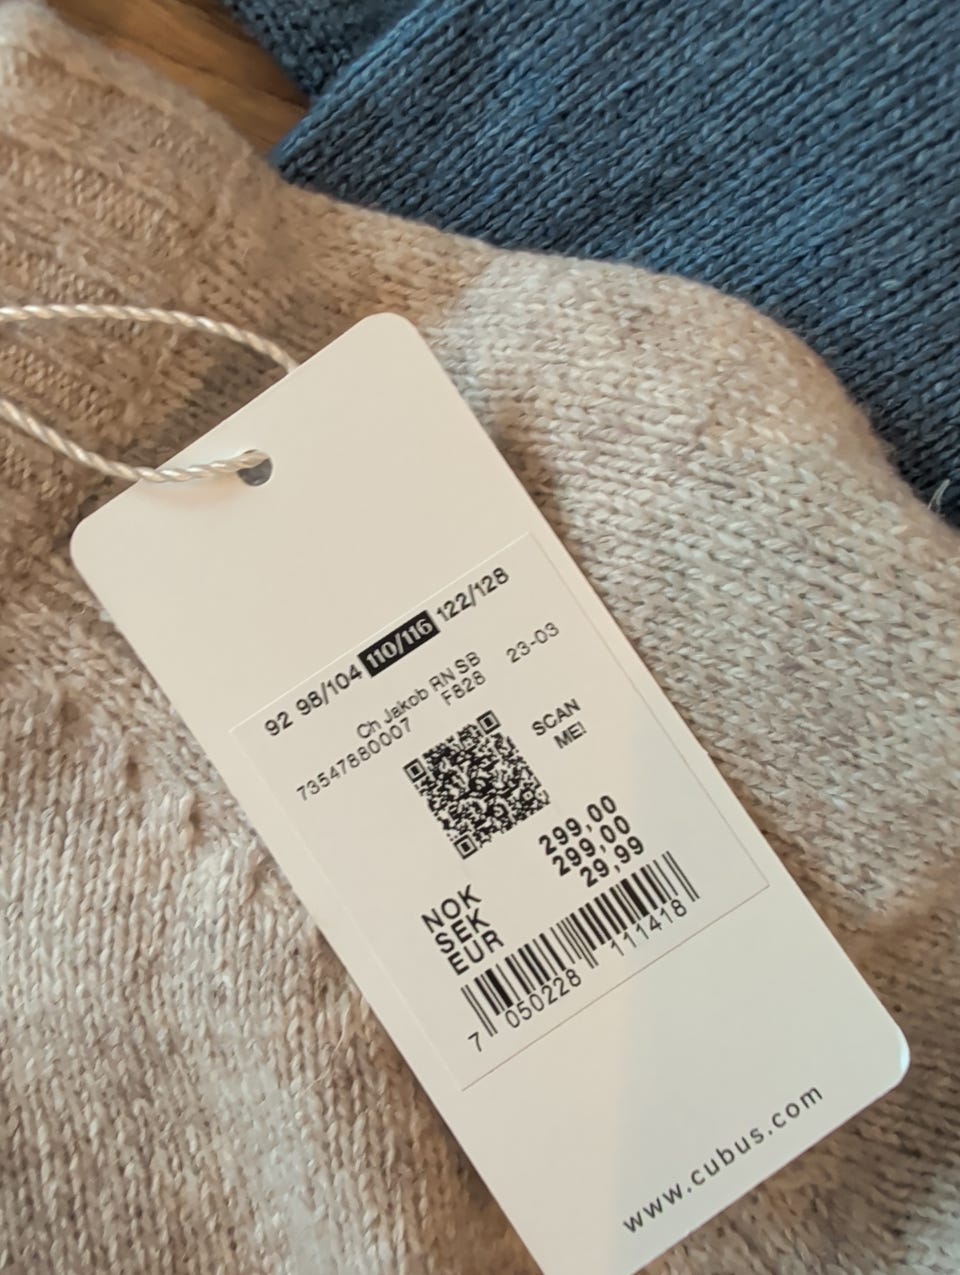 92 98/104 110/116 122/128
Ch Jakob RN SB 23-03
73547880007 F828
SCAN
ME!
NOK 299,00
SEK 299,00
EUR 29,99
7 050228 111418
www.cubus.com